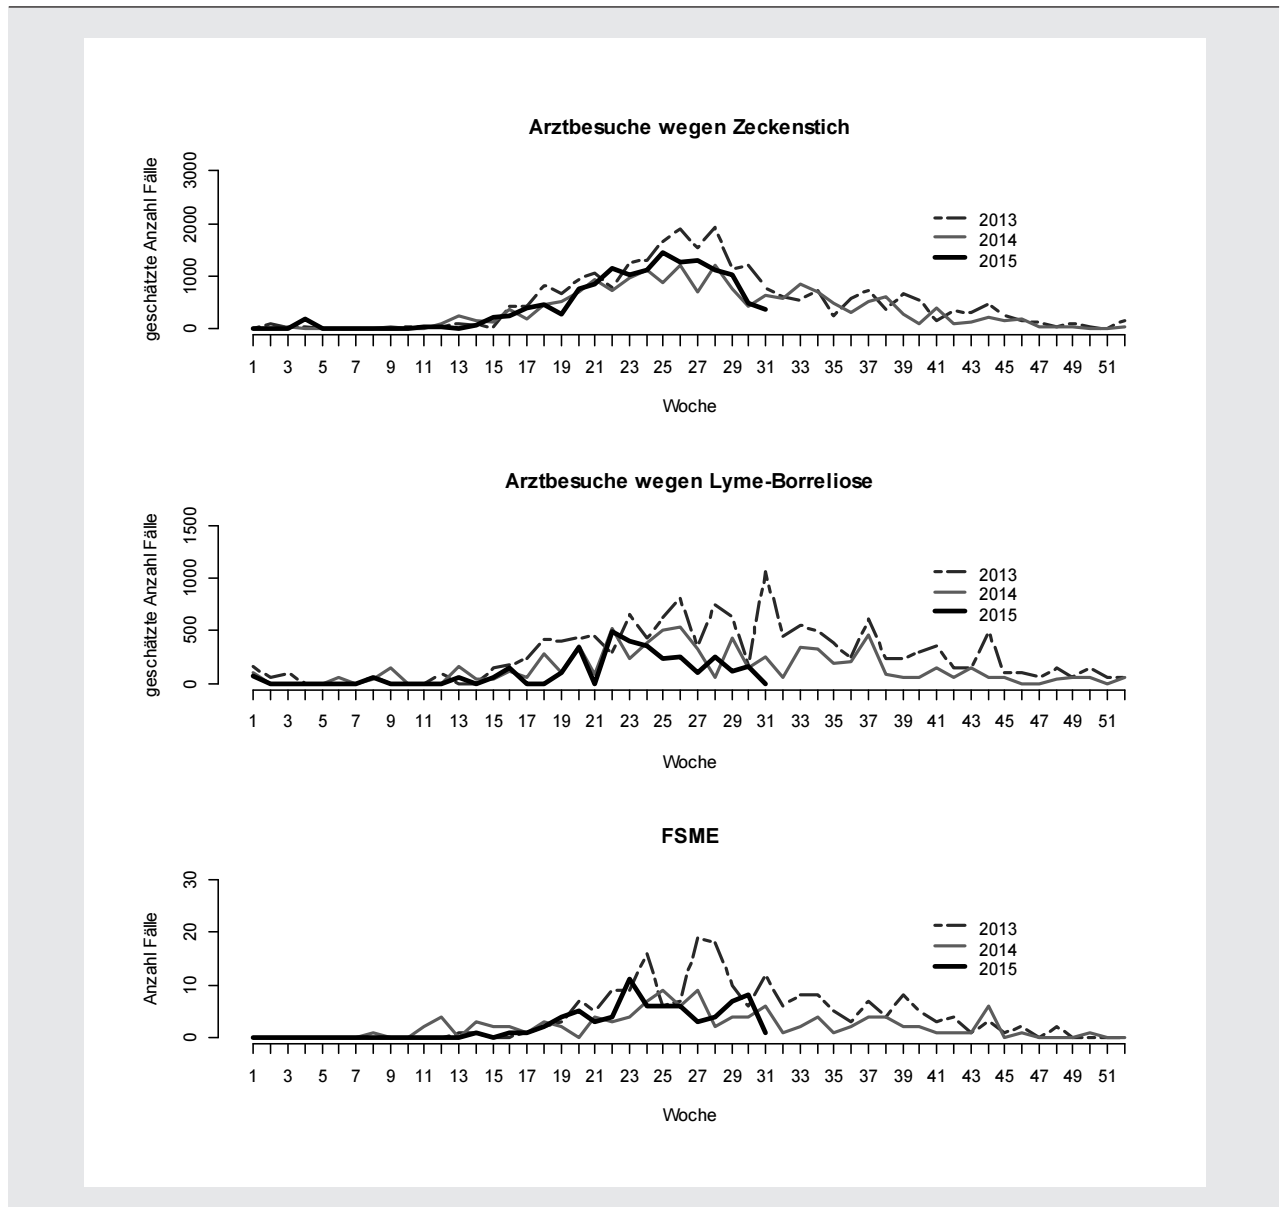 Arztbesuche wegen Zeckenstich
geschätzte Anzahl Fälle
3000
2000
1000
0
2013
2014
2015
1 3 5 7 9 11 13 15 17 19 21 23 25 27 29 31 33 35 37 39 41 43 45 47 49 51
Woche
Arztbesuche wegen Lyme-Borreliose
geschätzte Anzahl Fälle
1500
1000
500
0
2013
2014
2015
1 3 5 7 9 11 13 15 17 19 21 23 25 27 29 31 33 35 37 39 41 43 45 47 49 51
Woche
FSME
Anzahl Fälle
30
20
10
0
2013
2014
2015
1 3 5 7 9 11 13 15 17 19 21 23 25 27 29 31 33 35 37 39 41 43 45 47 49 51
Woche